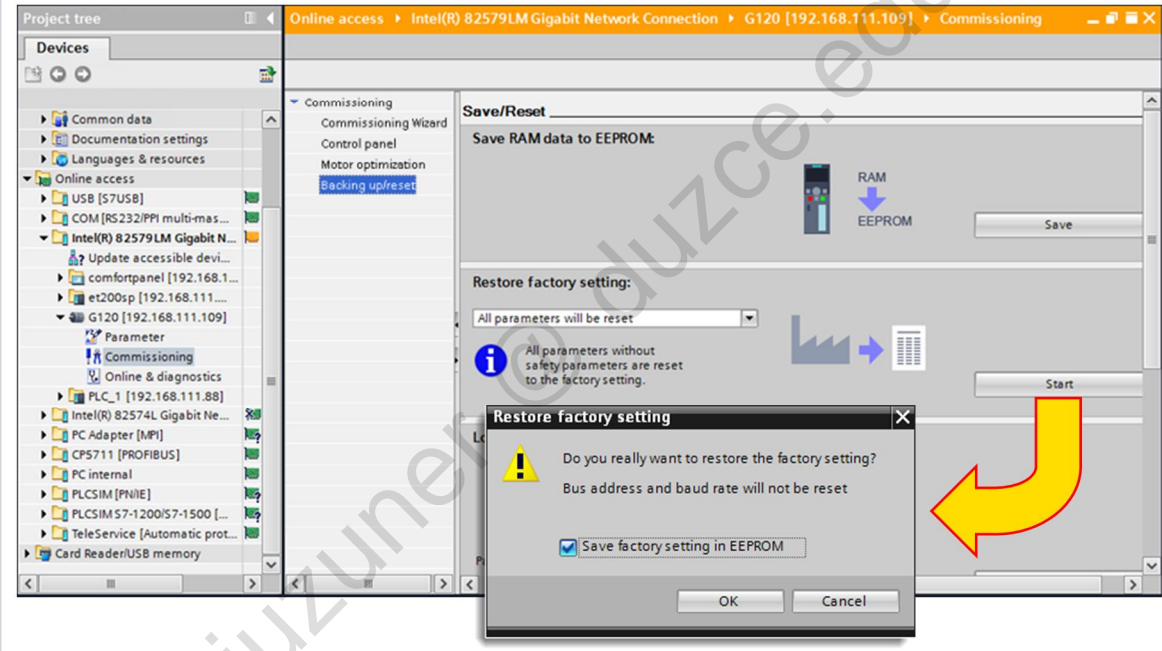 Project tree
Online access ▸ Intel(R) 82579LM Gigabit Network Connection ▸ G120 [192.168.111.109] ▸ Commissioning
Devices
Common data
Documentation settings
Languages & resources
Online access
USB [S7USB]
COM [RS232/PPI multi-mas...
Intel(R) 82579LM Gigabit N...
Update accessible devi...
comfortpanel [192.168.1...
et200sp [192.168.111....
G120 [192.168.111.109]
Parameter
Commissioning
Online & diagnostics
PLC_1 [192.168.111.88]
Intel(R) 82574L Gigabit Ne...
PC Adapter [MPI]
CP5711 [PROFIBUS]
PC internal
PLCSIM [PN/IE]
PLCSIM S7-1200/S7-1500 [...
TeleService [Automatic prot...
Card Reader/USB memory
Commissioning
Commissioning Wizard
Control panel
Motor optimization
Backing up/reset
Save/Reset
Save RAM data to EEPROM:
RAM
EEPROM
Save
Restore factory setting:
All parameters will be reset
All parameters without
safety parameters are reset
to the factory setting.
Start
Restore factory setting
Do you really want to restore the factory setting?
Bus address and baud rate will not be reset
Save factory setting in EEPROM
OK
Cancel